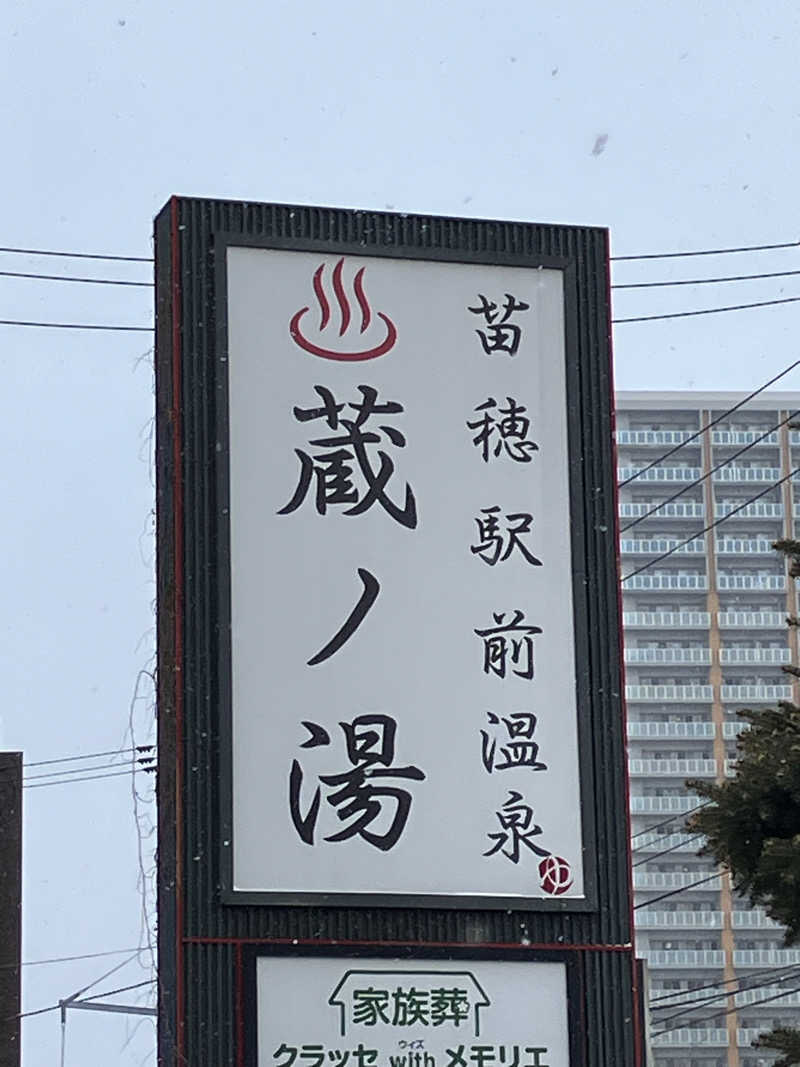 苗穂駅前温泉
蔵ノ湯
ゆ
家族葬
ウィズ
クラッセ with メモリエ